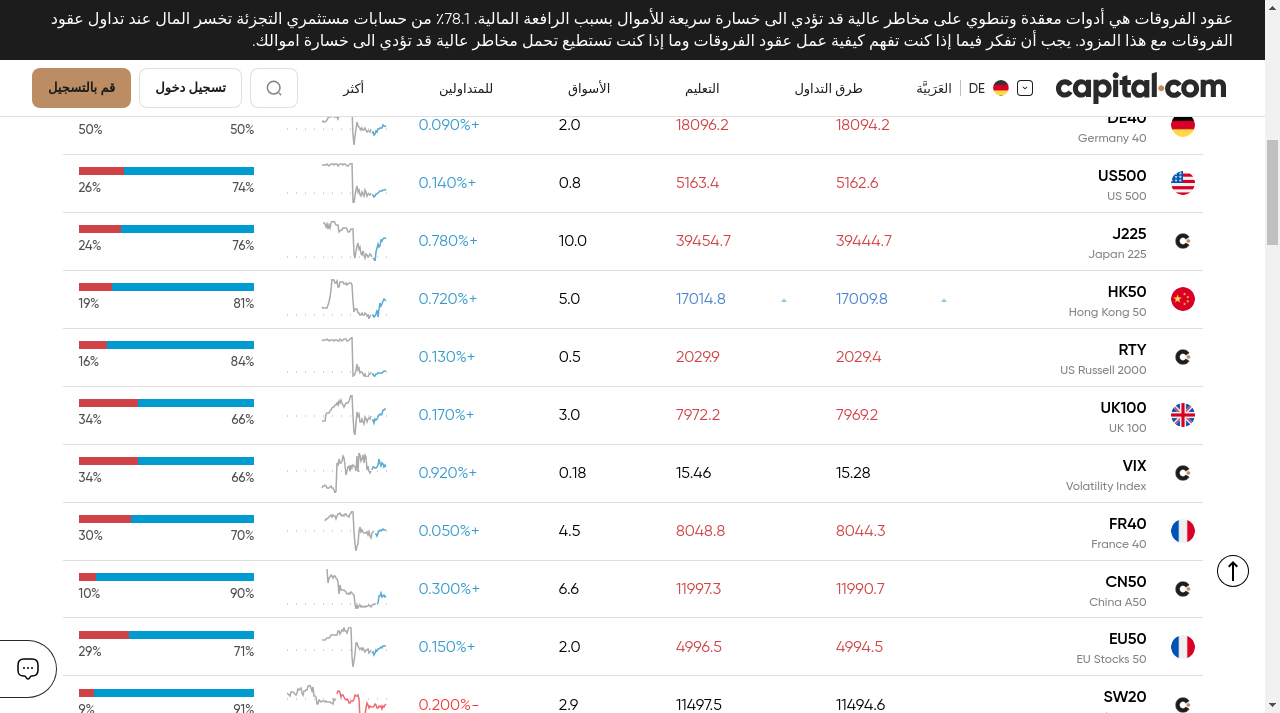 عقود الفروقات هي أدوات معقدة وتنطوي على مخاطر عالية قد تؤدي الى خسارة سريعة للأموال بسبب الرافعة المالية. 78.1٪ من حسابات مستثمري التجزئة تخسر المال عند تداول عقود
الفروقات مع هذا المزود. يجب أن تفكر فيما إذا كنت تفهم كيفية عمل عقود الفروقات وما إذا كنت تستطيع تحمل مخاطر عالية قد تؤدي الى خسارة اموالك.
capital.com DE العَرَبيَّة طرق التداول التعليم الأسواق للمتداولين أكثر تسجيل دخول قم بالتسجيل
DE40 18094.2 18096.2 2.0 0.090%+ 50% 50%
Germany 40
US500 5162.6 5163.4 0.8 0.140%+ 74% 26%
US 500
J225 39444.7 39454.7 10.0 0.780%+ 76% 24%
Japan 225
HK50 17009.8 17014.8 5.0 0.720%+ 81% 19%
Hong Kong 50
RTY 2029.4 2029.9 0.5 0.130%+ 84% 16%
US Russell 2000
UK100 7969.2 7972.2 3.0 0.170%+ 66% 34%
UK 100
VIX 15.28 15.46 0.18 0.920%+ 66% 34%
Volatility Index
FR40 8044.3 8048.8 4.5 0.050%+ 70% 30%
France 40
CN50 11990.7 11997.3 6.6 0.300%+ 90% 10%
China A50
EU50 4994.5 4996.5 2.0 0.150%+ 71% 29%
EU Stocks 50
SW20 11494.6 11497.5 2.9 0.200%− 91% 9%